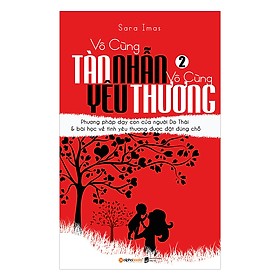 Sara Imas
Vô Cùng
TÀN NHẪN 2 Vô Cùng
YÊU THƯƠNG
Phương pháp dạy con của người Do Thái
& bài học về tình yêu thương được đặt đúng chỗ
alphabooks